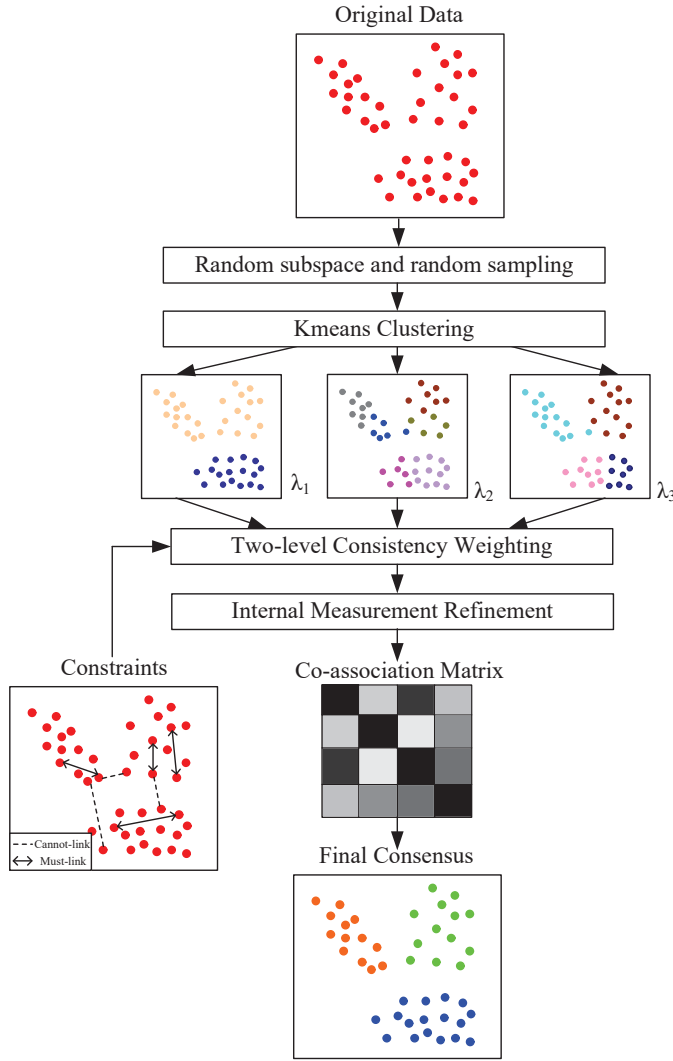 Original Data
Random subspace and random sampling
Kmeans Clustering
λ1
λ2
λ3
Two-level Consistency Weighting
Internal Measurement Refinement
Constraints
Co-association Matrix
Cannot-link
Must-link
Final Consensus